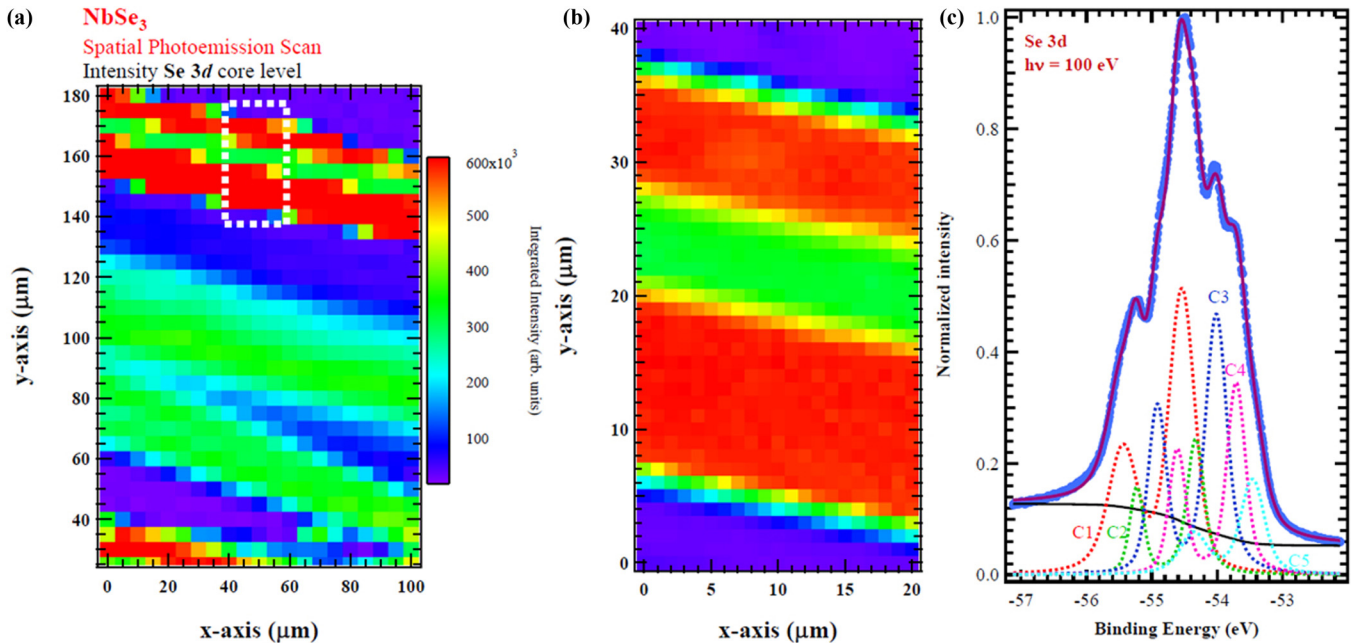 (a)
NbSe3
Spatial Photoemission Scan
Intensity Se 3d core level
180
160
140
120
100
80
60
40
y-axis (μm)
0 20 40 60 80 100
x-axis (μm)
600x10^3
500
400
300
200
100
Integrated Intensity (arb. units)
(b)
40
30
20
10
0
y-axis (μm)
0 5 10 15 20
x-axis (μm)
(c)
Se 3d
hν = 100 eV
1.0
0.8
0.6
0.4
0.2
0.0
Normalized intensity
C1
C2
C3
C4
C5
-57 -56 -55 -54 -53
Binding Energy (eV)